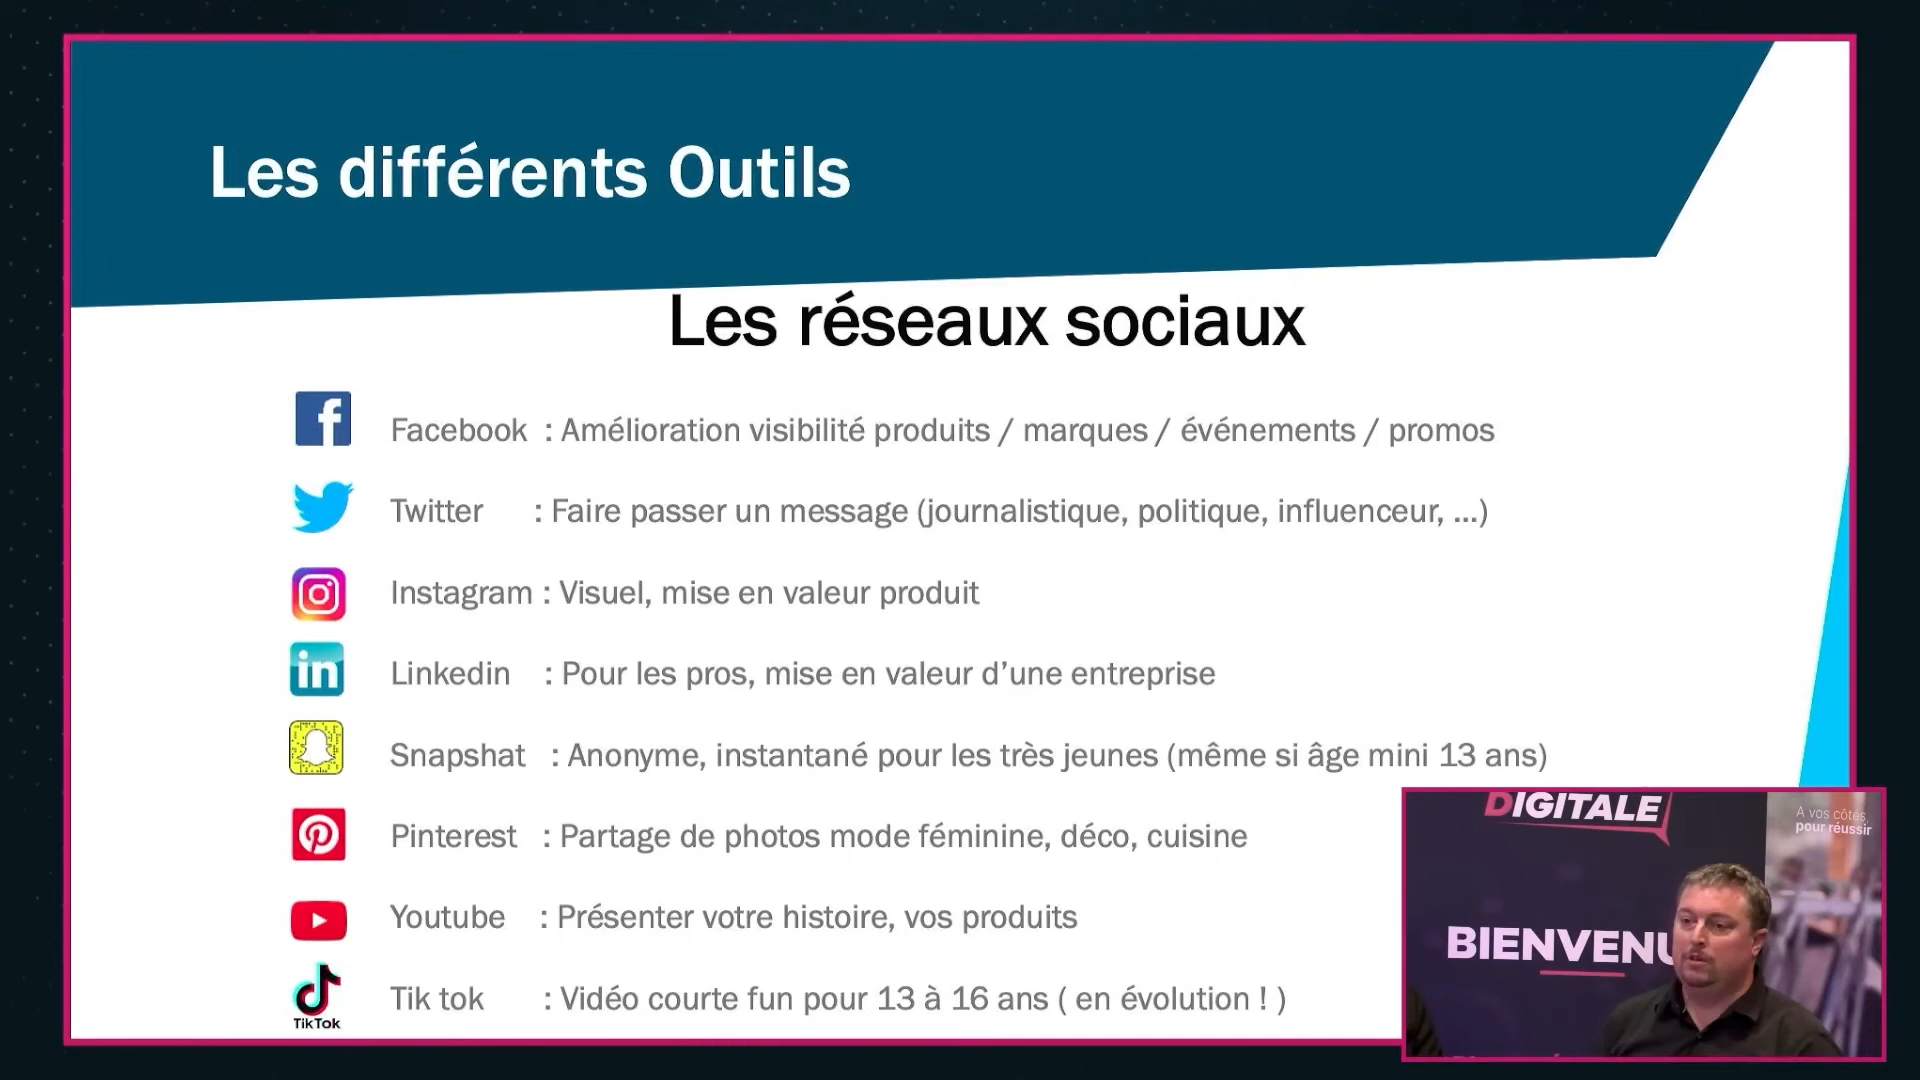 Les différents Outils
Les réseaux sociaux
Facebook : Amélioration visibilité produits / marques / événements / promos
Twitter : Faire passer un message (journalistique, politique, influenceur, ...)
Instagram : Visuel, mise en valeur produit
Linkedin : Pour les pros, mise en valeur d’une entreprise
Snapshat : Anonyme, instantané pour les très jeunes (même si âge mini 13 ans)
Pinterest : Partage de photos mode féminine, déco, cuisine
Youtube : Présenter votre histoire, vos produits
Tik tok : Vidéo courte fun pour 13 à 16 ans ( en évolution ! )
TikTok
DIGITALE
A vos côtés,
pour réussir
BIENVENU